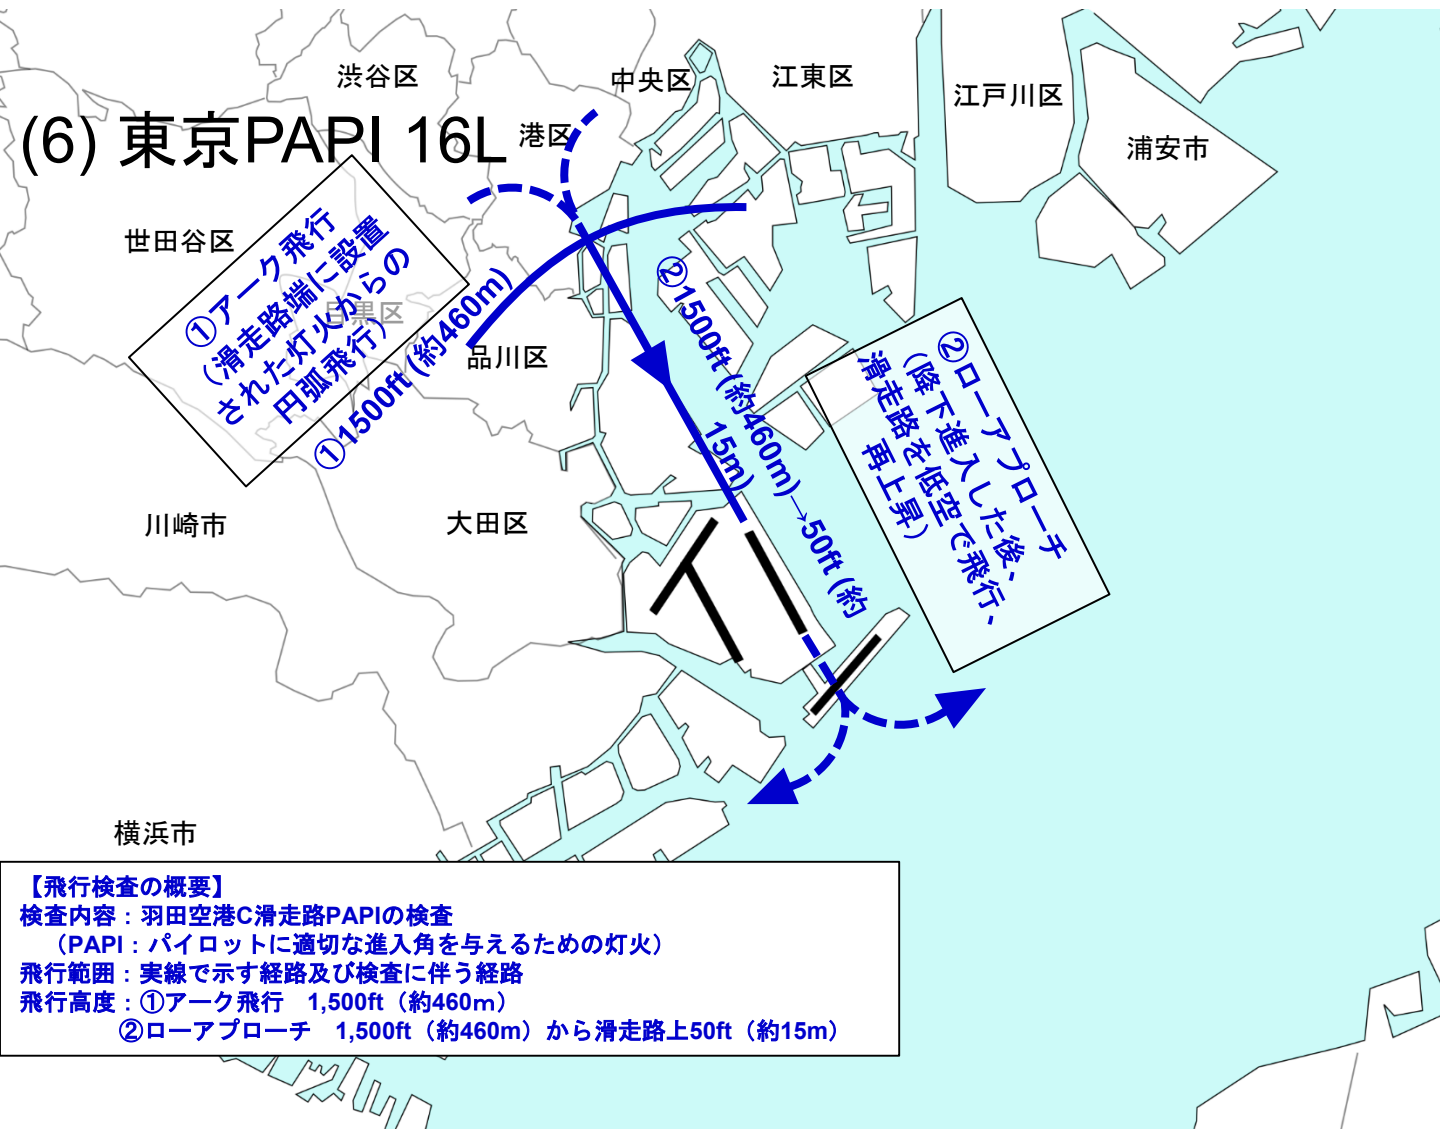 (6) 東京PAPI 16L
渋谷区
中央区
江東区
江戸川区
港区
浦安市
世田谷区
目黒区
品川区
川崎市
大田区
横浜市
①アーク飛行
（滑走路端に設置
された灯火からの
円弧飛行）
①1500ft (約460m)
②1500ft (約460m)→50ft (約
15m)
②ローアプローチ
（降下進入した後、
滑走路を低空で飛行、
再上昇）
【飛行検査の概要】
検査内容：羽田空港C滑走路PAPIの検査
（PAPI：パイロットに適切な進入角を与えるための灯火）
飛行範囲：実線で示す経路及び検査に伴う経路
飛行高度：①アーク飛行　1,500ft（約460ｍ）
②ローアプローチ　1,500ft（約460m）から滑走路上50ft（約15m）